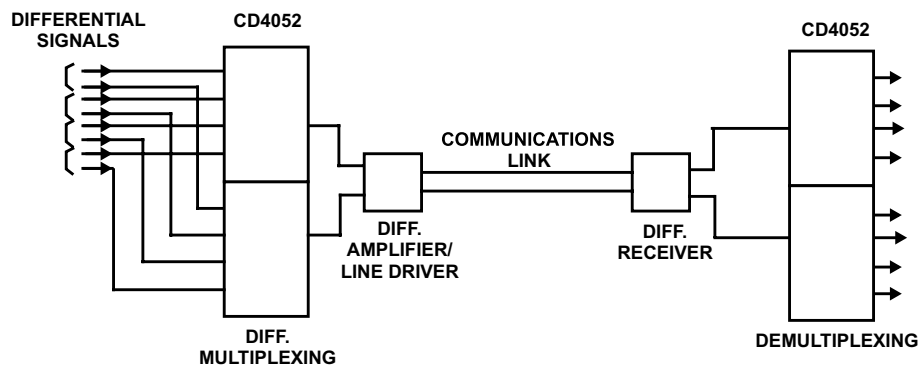 DIFFERENTIAL
SIGNALS
CD4052
CD4052
COMMUNICATIONS
LINK
DIFF.
AMPLIFIER/
LINE DRIVER
DIFF.
RECEIVER
DIFF.
MULTIPLEXING
DEMULTIPLEXING